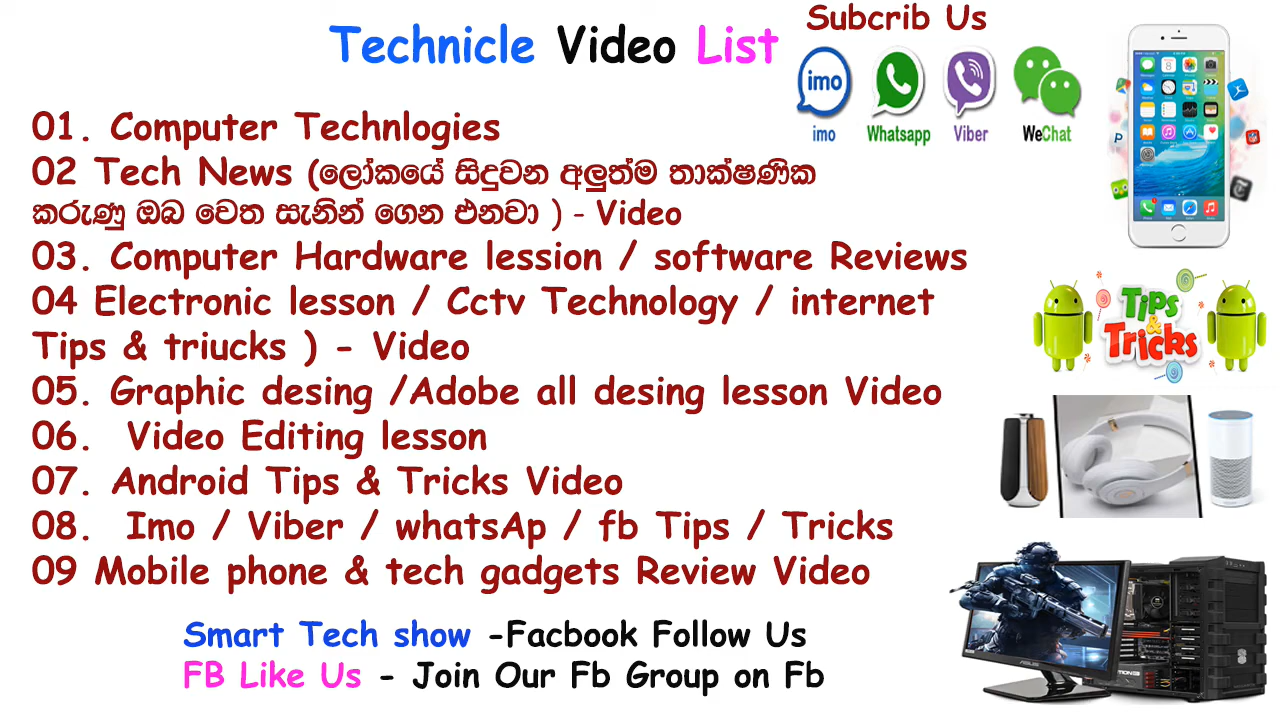 Subcrib Us
Technicle Video List
imo
imo
Whatsapp
Viber
WeChat
01. Computer Technlogies
02 Tech News (ලෝකයේ සිදුවන අලුත්ම තාක්ෂණික
කරුණු ඔබ වෙත සැනින් ගෙන එනවා ) - Video
03. Computer Hardware lession / software Reviews
04 Electronic lesson / Cctv Technology / internet
Tips & triucks ) - Video
05. Graphic desing /Adobe all desing lesson Video
06. Video Editing lesson
07. Android Tips & Tricks Video
08. Imo / Viber / whatsAp / fb Tips / Tricks
09 Mobile phone & tech gadgets Review Video
Tips
&
Tricks
ASUS
Smart Tech show -Facbook Follow Us
FB Like Us - Join Our Fb Group on Fb